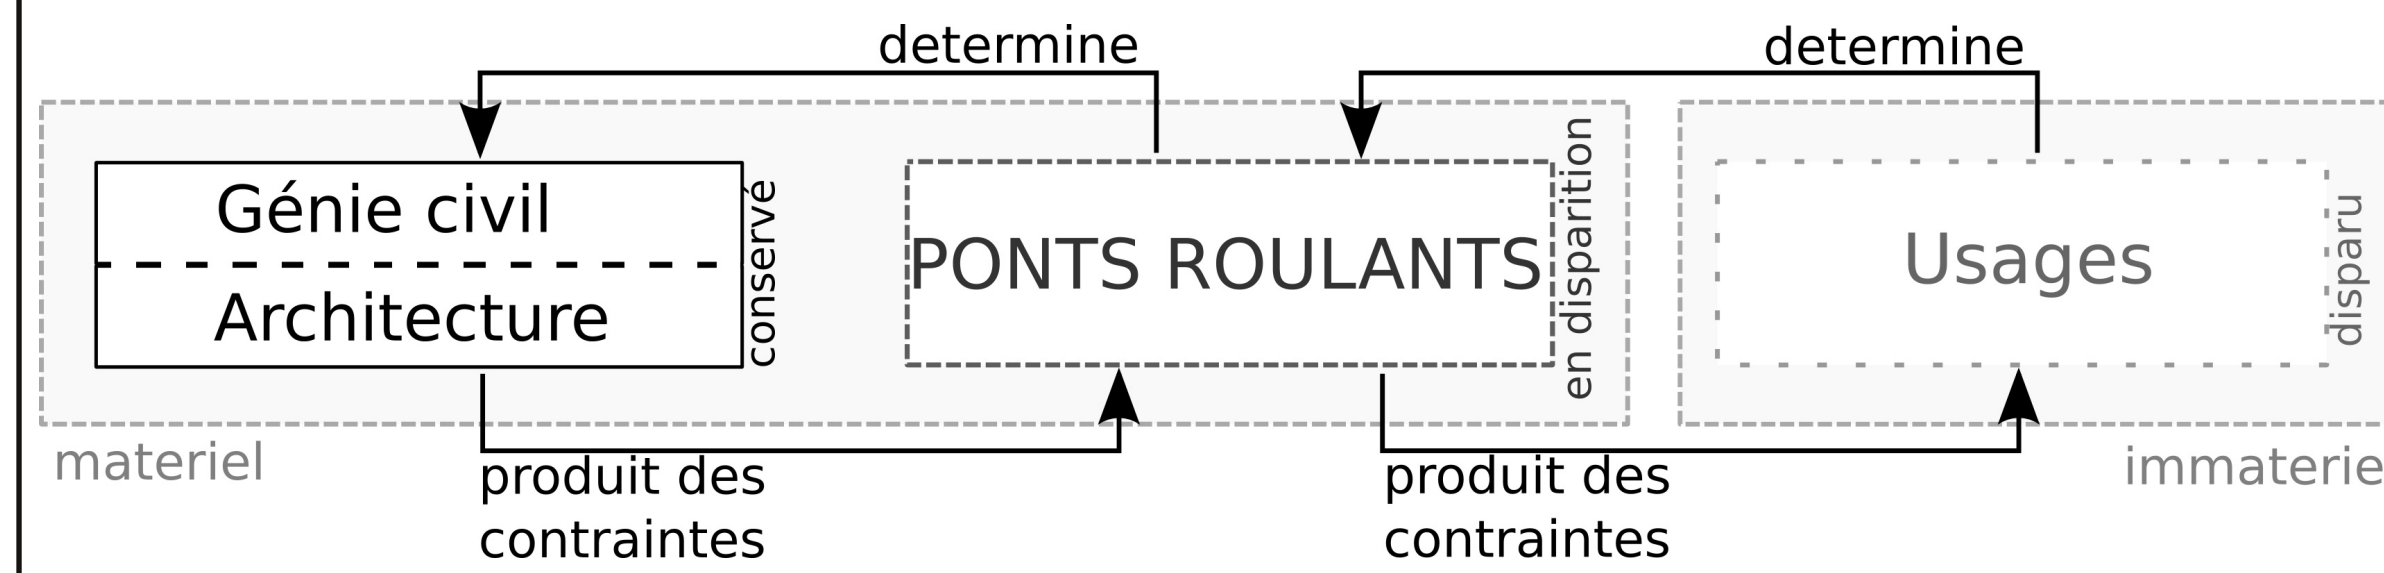 determine
determine
Génie civil
Architecture
conservé
PONTS ROULANTS
en disparition
Usages
disparu
materiel
immaterie
produit des
contraintes
produit des
contraintes